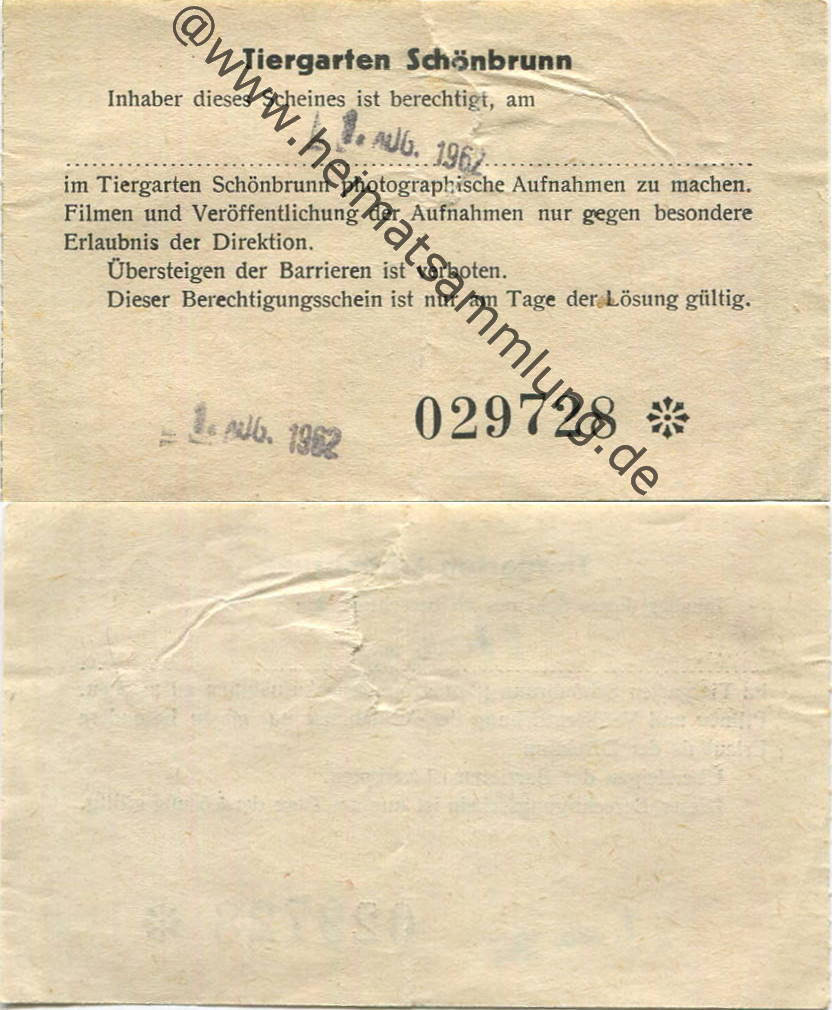 Tiergarten Schönbrunn
Inhaber dieses Scheines ist berechtigt, am
1. AUG. 1962
im Tiergarten Schönbrunn photographische Aufnahmen zu machen.
Filmen und Veröffentlichung der Aufnahmen nur gegen besondere
Erlaubnis der Direktion.
Übersteigen der Barrieren ist verboten.
Dieser Berechtigungsschein ist nur am Tage der Lösung gültig.
- 1. AUG. 1962
029728
@www.heimatsammlung.de